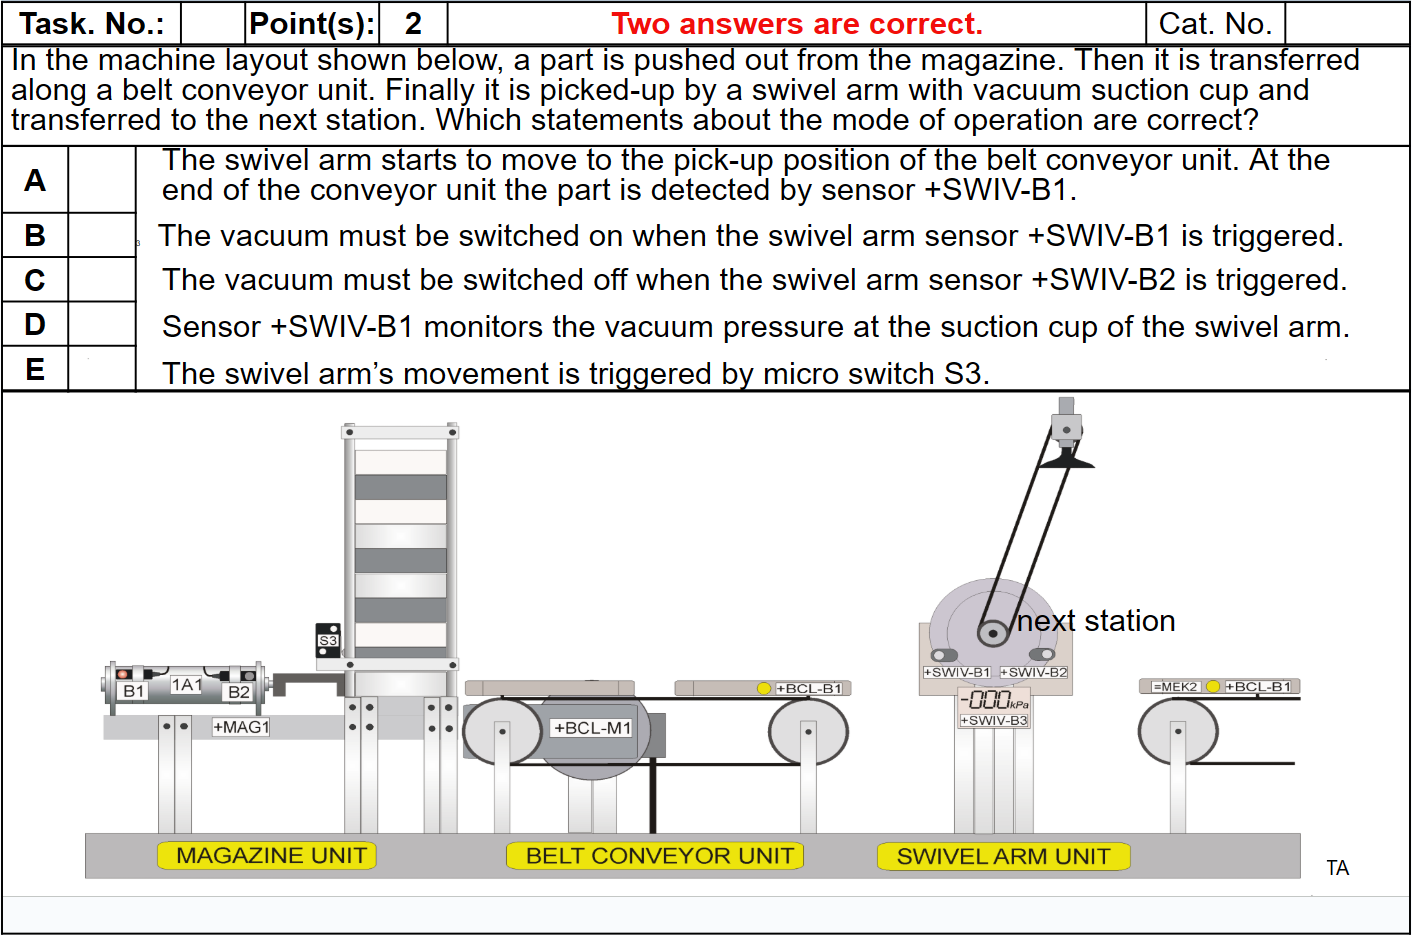 Task. No.: Point(s): 2 Two answers are correct. Cat. No.
In the machine layout shown below, a part is pushed out from the magazine. Then it is transferred
along a belt conveyor unit. Finally it is picked-up by a swivel arm with vacuum suction cup and
transferred to the next station. Which statements about the mode of operation are correct?
A The swivel arm starts to move to the pick-up position of the belt conveyor unit. At the
end of the conveyor unit the part is detected by sensor +SWIV-B1.
B 3 The vacuum must be switched on when the swivel arm sensor +SWIV-B1 is triggered.
C The vacuum must be switched off when the swivel arm sensor +SWIV-B2 is triggered.
D Sensor +SWIV-B1 monitors the vacuum pressure at the suction cup of the swivel arm.
E The swivel arm’s movement is triggered by micro switch S3.
next station
S3
+SWIV-B1 +SWIV-B2
B1 1A1 B2
+BCL-B1
=MEK2 +BCL-B1
-000 kPa
+SWIV-B3
+MAG1
+BCL-M1
MAGAZINE UNIT BELT CONVEYOR UNIT SWIVEL ARM UNIT
TA